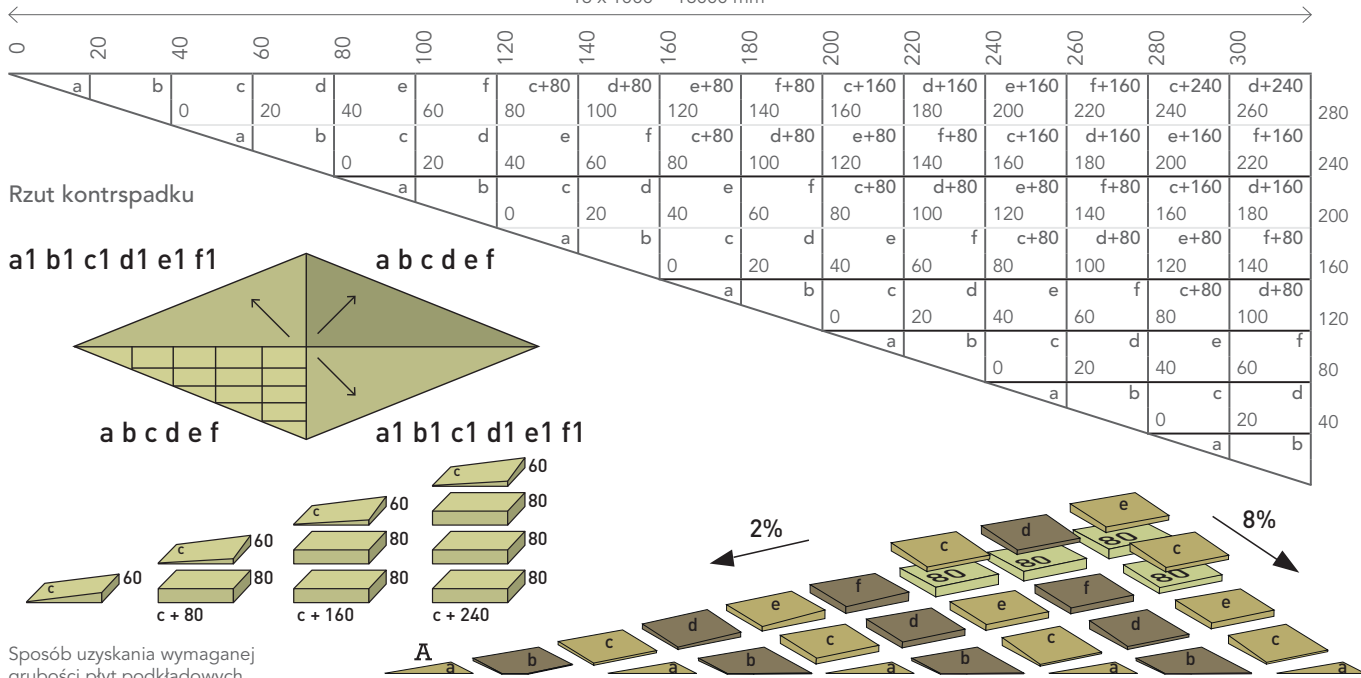 0 20 40 60 80 100 120 140 160 180 200 220 240 260 280 300
a b c d e f c+80 d+80 e+80 f+80 c+160 d+160 e+160 f+160 c+240 d+240
0 20 40 60 80 100 120 140 160 180 200 220 240 260 280
a b c d e f c+80 d+80 e+80 f+80 c+160 d+160 e+160 f+160
0 20 40 60 80 100 120 140 160 180 200 220 240
a b c d e f c+80 d+80 e+80 f+80 c+160 d+160
0 20 40 60 80 100 120 140 160 180 200
a b c d e f c+80 d+80 e+80 f+80
0 20 40 60 80 100 120 140 160
a b c d e f c+80 d+80
0 20 40 60 80 100 120
a b c d e f
0 20 40 60 80
a b c d
0 20 40
a b
Rzut kontrspadku
a1 b1 c1 d1 e1 f1
a b c d e f
a b c d e f
a1 b1 c1 d1 e1 f1
c 60
c 60
80
c + 80
c 60
80
80
c + 160
c 60
80
80
80
c + 240
Sposób uzyskania wymaganej
grubości płyt podkładowych
2%
8%
e
d 80
c 80 c
80 80
f e f e
d c d c d c
A
a b a b a b a b a